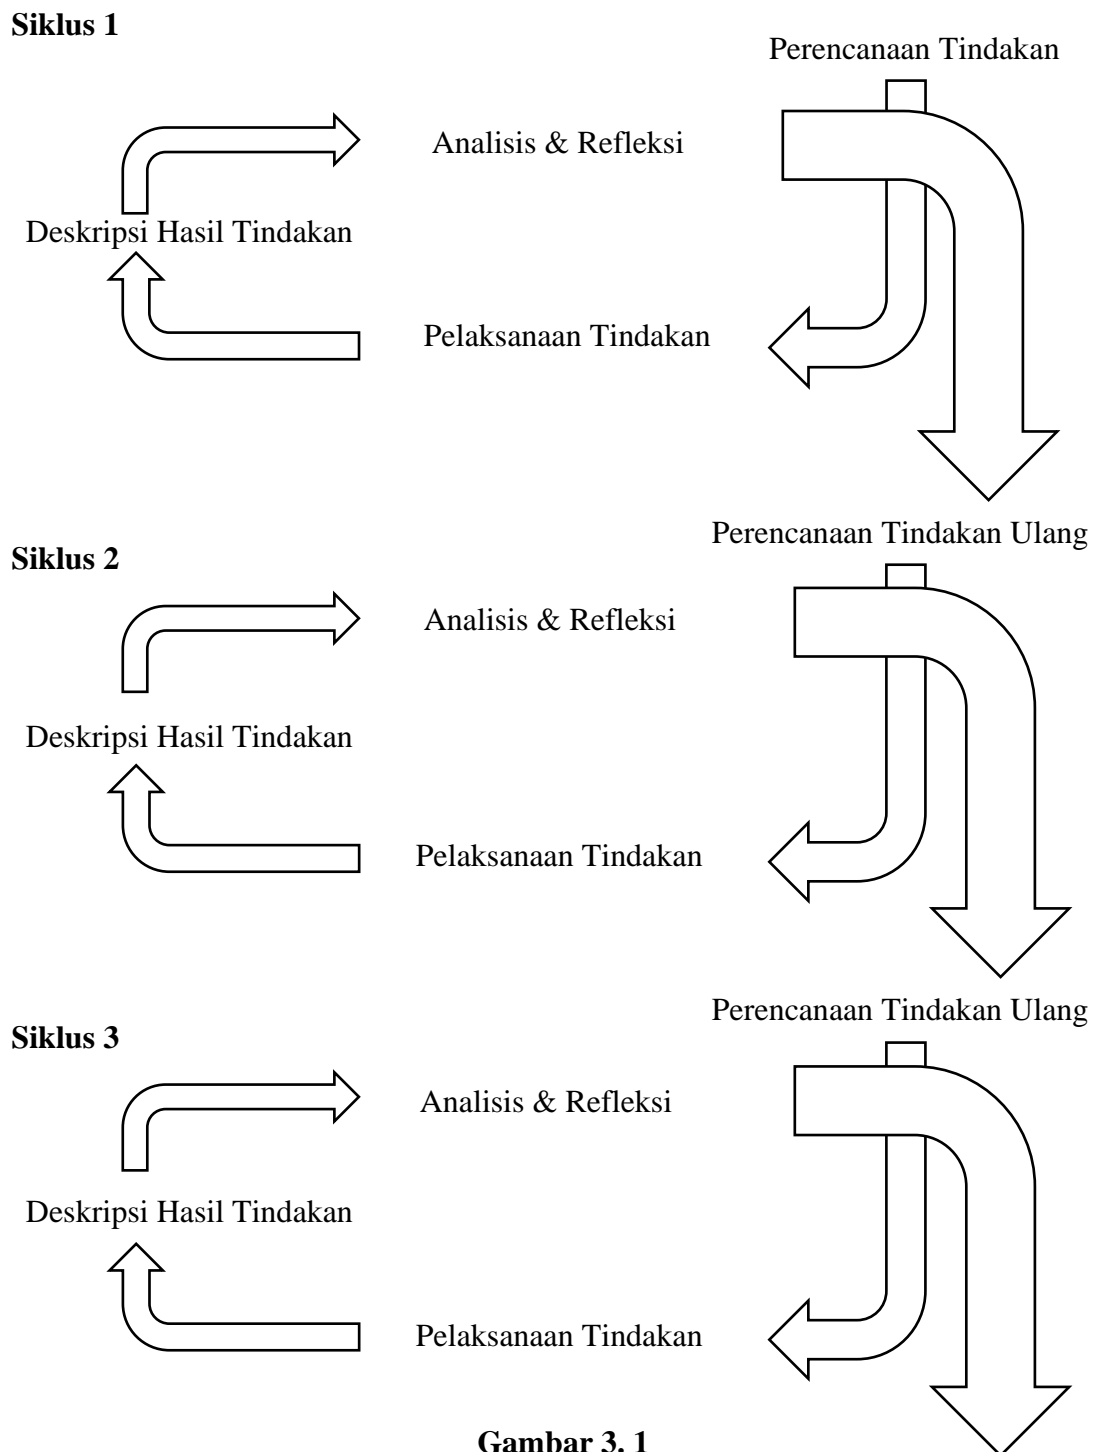 Siklus 1
Perencanaan Tindakan
Analisis & Refleksi
Deskripsi Hasil Tindakan
Pelaksanaan Tindakan
Perencanaan Tindakan Ulang
Siklus 2
Analisis & Refleksi
Deskripsi Hasil Tindakan
Pelaksanaan Tindakan
Perencanaan Tindakan Ulang
Siklus 3
Analisis & Refleksi
Deskripsi Hasil Tindakan
Pelaksanaan Tindakan
Gambar 3. 1